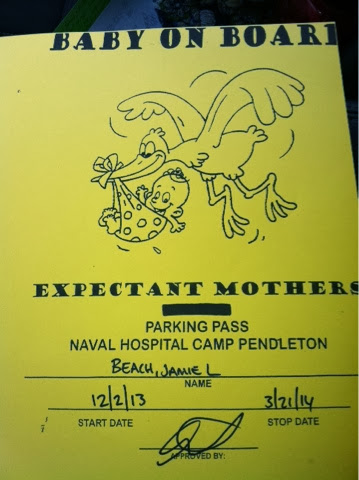 BABY ON BOARD
EXPECTANT MOTHERS
PARKING PASS
NAVAL HOSPITAL CAMP PENDLETON
BEACH, JAMIE L
NAME
12/2/13 3/21/14
START DATE STOP DATE
APPROVED BY: